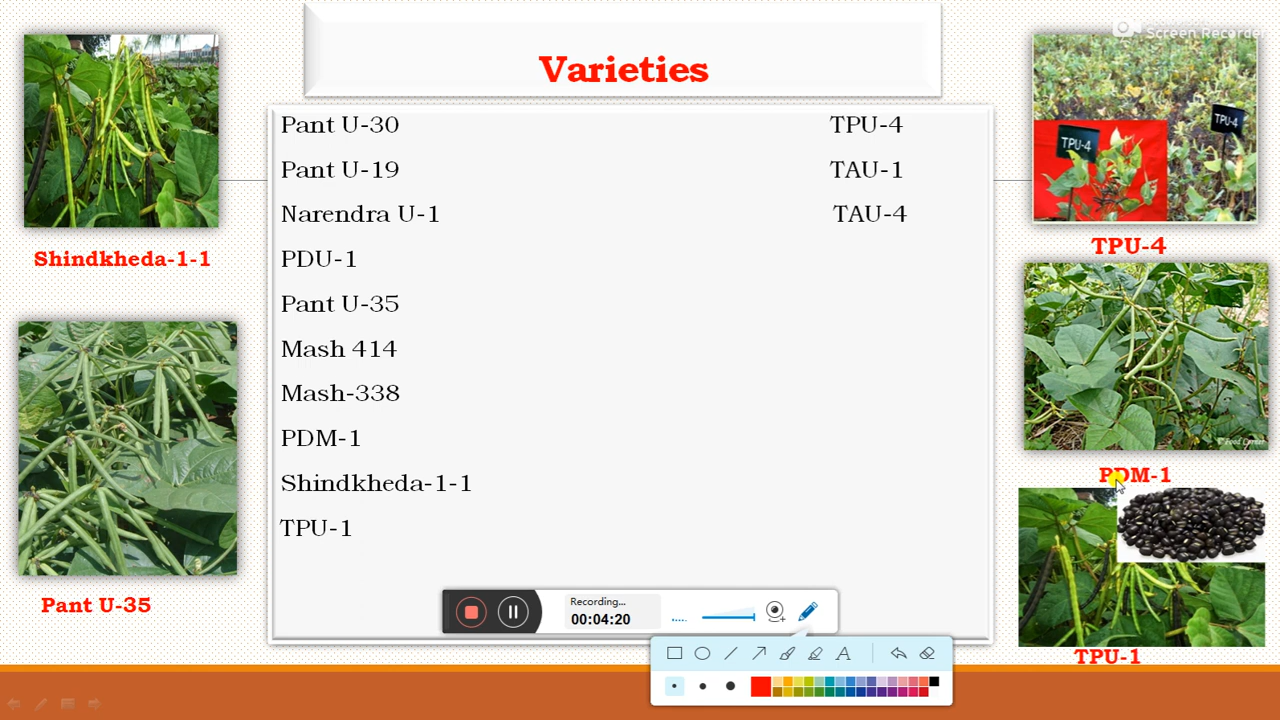 Screen Recorder
Varieties
Pant U-30 TPU-4
Pant U-19 TAU-1
Narendra U-1 TAU-4
PDU-1
Pant U-35
Mash 414
Mash-338
PDM-1
Shindkheda-1-1
TPU-1
Shindkheda-1-1
Pant U-35
TPU-4
TPU-4
TPU-4
© Food Corner
PDM-1
TPU-1
Recording...
00:04:20
A